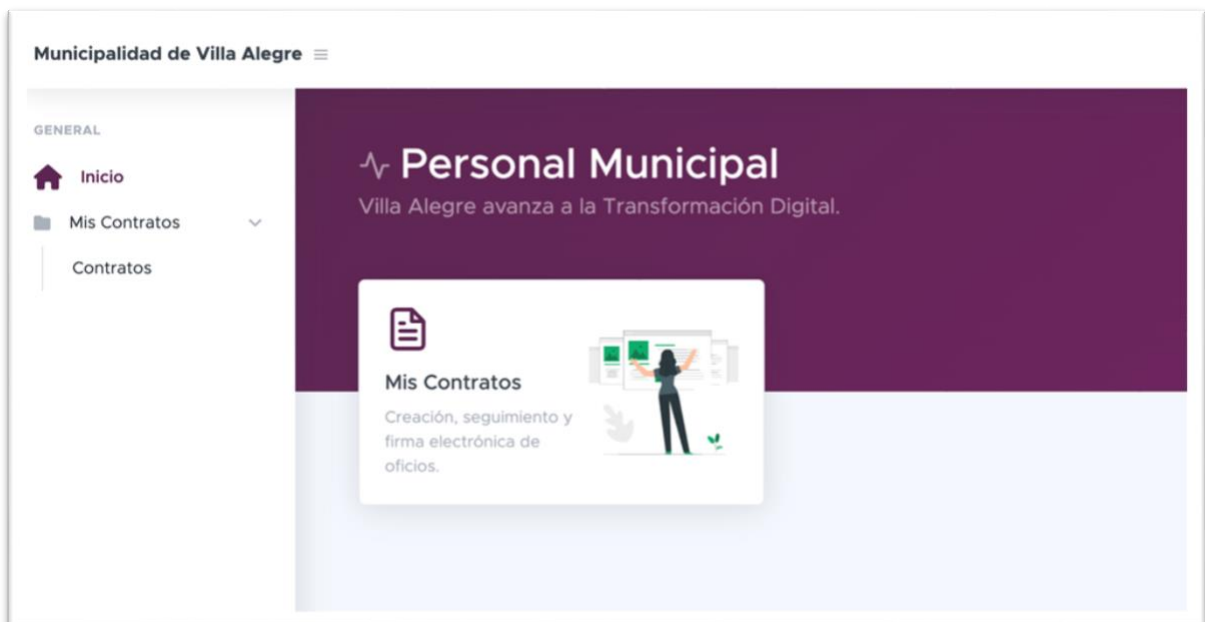 Municipalidad de Villa Alegre
GENERAL
Inicio
Mis Contratos
Contratos
Personal Municipal
Villa Alegre avanza a la Transformación Digital.
Mis Contratos
Creación, seguimiento y
firma electrónica de
oficios.